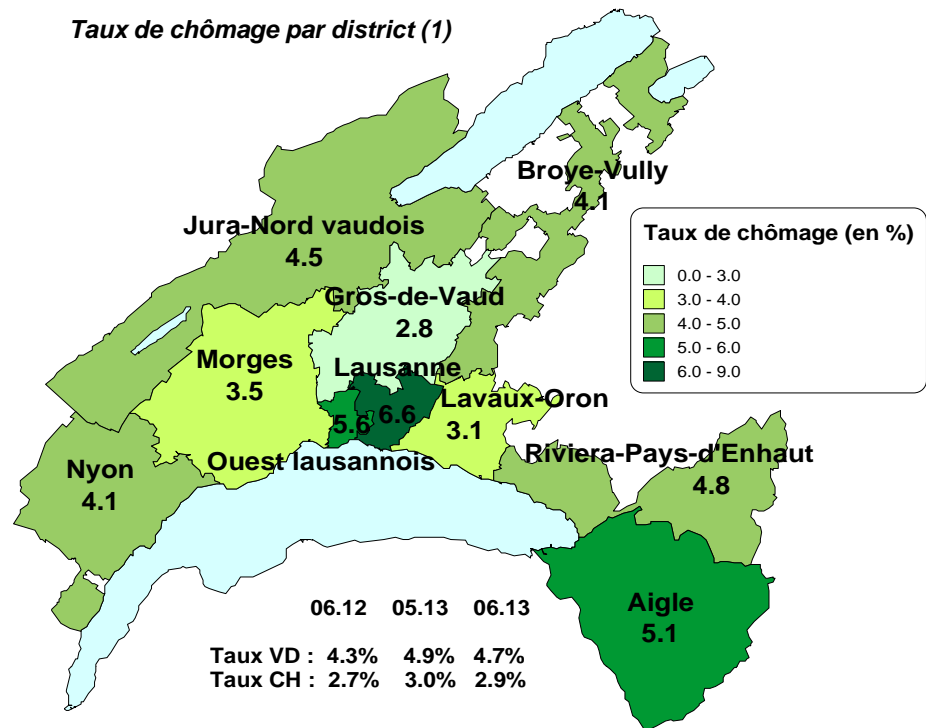 Taux de chômage par district (1)
Broye-Vully
4.1
Jura-Nord vaudois
4.5
Taux de chômage (en %)
0.0 - 3.0
3.0 - 4.0
4.0 - 5.0
5.0 - 6.0
6.0 - 9.0
Gros-de-Vaud
2.8
Morges
3.5
Lausanne
6.6
5.6
Ouest lausannois
Lavaux-Oron
3.1
Riviera-Pays-d'Enhaut
4.8
Nyon
4.1
Aigle
5.1
06.12 05.13 06.13
Taux VD : 4.3% 4.9% 4.7%
Taux CH : 2.7% 3.0% 2.9%